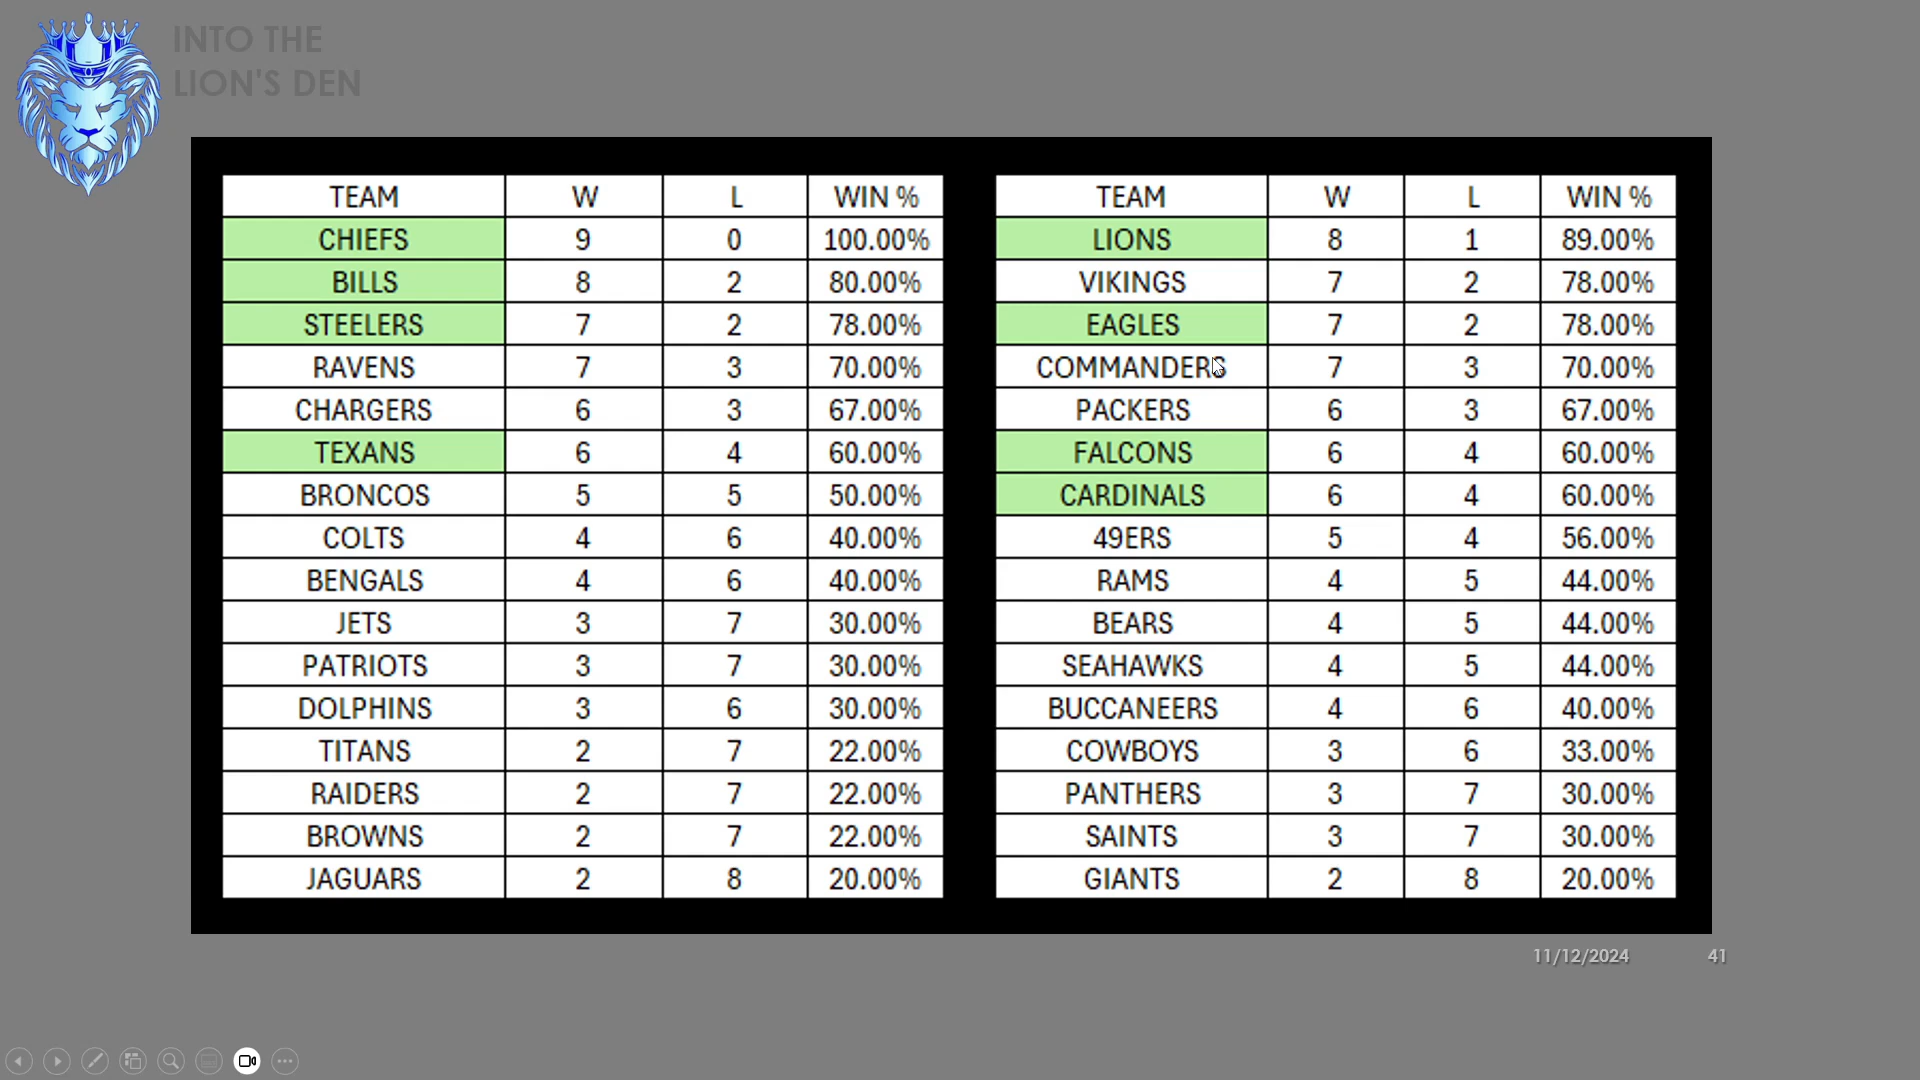 INTO THE
LION'S DEN
TEAM W L WIN %
CHIEFS 9 0 100.00%
BILLS 8 2 80.00%
STEELERS 7 2 78.00%
RAVENS 7 3 70.00%
CHARGERS 6 3 67.00%
TEXANS 6 4 60.00%
BRONCOS 5 5 50.00%
COLTS 4 6 40.00%
BENGALS 4 6 40.00%
JETS 3 7 30.00%
PATRIOTS 3 7 30.00%
DOLPHINS 3 6 30.00%
TITANS 2 7 22.00%
RAIDERS 2 7 22.00%
BROWNS 2 7 22.00%
JAGUARS 2 8 20.00%
TEAM W L WIN %
LIONS 8 1 89.00%
VIKINGS 7 2 78.00%
EAGLES 7 2 78.00%
COMMANDERS 7 3 70.00%
PACKERS 6 3 67.00%
FALCONS 6 4 60.00%
CARDINALS 6 4 60.00%
49ERS 5 4 56.00%
RAMS 4 5 44.00%
BEARS 4 5 44.00%
SEAHAWKS 4 5 44.00%
BUCCANEERS 4 6 40.00%
COWBOYS 3 6 33.00%
PANTHERS 3 7 30.00%
SAINTS 3 7 30.00%
GIANTS 2 8 20.00%
11/12/2024 41